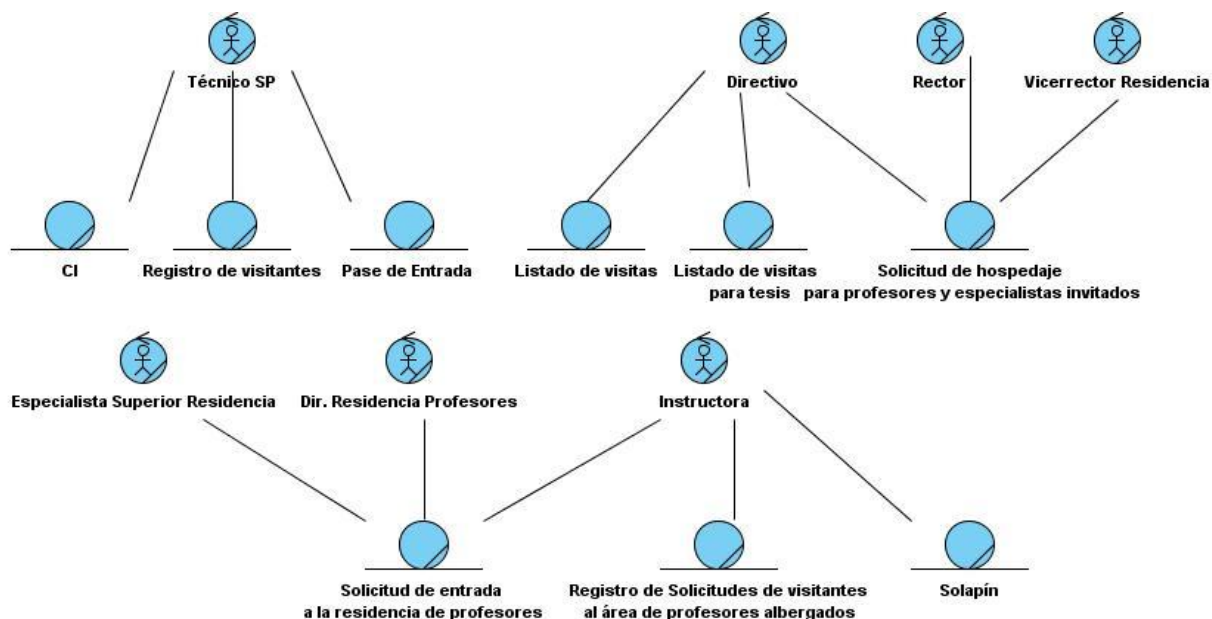 Técnico SP
Directivo
Rector
Vicerrector Residencia
CI
Registro de visitantes
Pase de Entrada
Listado de visitas
Listado de visitas
para tesis
Solicitud de hospedaje
para profesores y especialistas invitados
Especialista Superior Residencia
Dir. Residencia Profesores
Instructora
Solicitud de entrada
a la residencia de profesores
Registro de Solicitudes de visitantes
al área de profesores albergados
Solapín